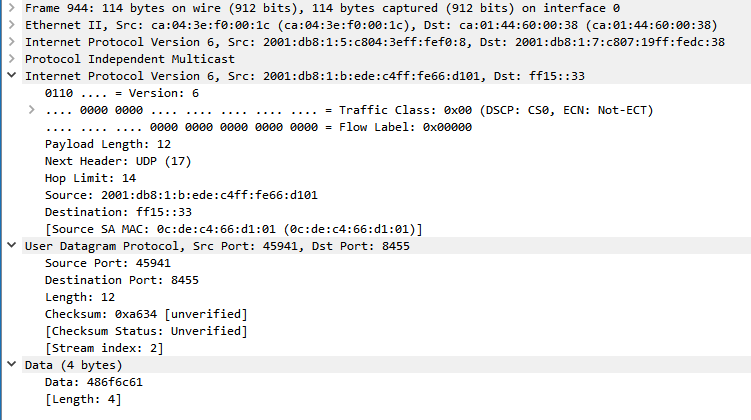 Frame 944: 114 bytes on wire (912 bits), 114 bytes captured (912 bits) on interface 0
Ethernet II, Src: ca:04:3e:f0:00:1c (ca:04:3e:f0:00:1c), Dst: ca:01:44:60:00:38 (ca:01:44:60:00:38)
Internet Protocol Version 6, Src: 2001:db8:1:5:c804:3eff:fef0:8, Dst: 2001:db8:1:7:c807:19ff:fedc:38
Protocol Independent Multicast
Internet Protocol Version 6, Src: 2001:db8:1:b:ede:c4ff:fe66:d101, Dst: ff15::33
0110 .... = Version: 6
.... 0000 0000 .... .... .... .... .... = Traffic Class: 0x00 (DSCP: CS0, ECN: Not-ECT)
.... .... .... 0000 0000 0000 0000 0000 = Flow Label: 0x00000
Payload Length: 12
Next Header: UDP (17)
Hop Limit: 14
Source: 2001:db8:1:b:ede:c4ff:fe66:d101
Destination: ff15::33
[Source SA MAC: 0c:de:c4:66:d1:01 (0c:de:c4:66:d1:01)]
User Datagram Protocol, Src Port: 45941, Dst Port: 8455
Source Port: 45941
Destination Port: 8455
Length: 12
Checksum: 0xa634 [unverified]
[Checksum Status: Unverified]
[Stream index: 2]
Data (4 bytes)
Data: 486f6c61
[Length: 4]